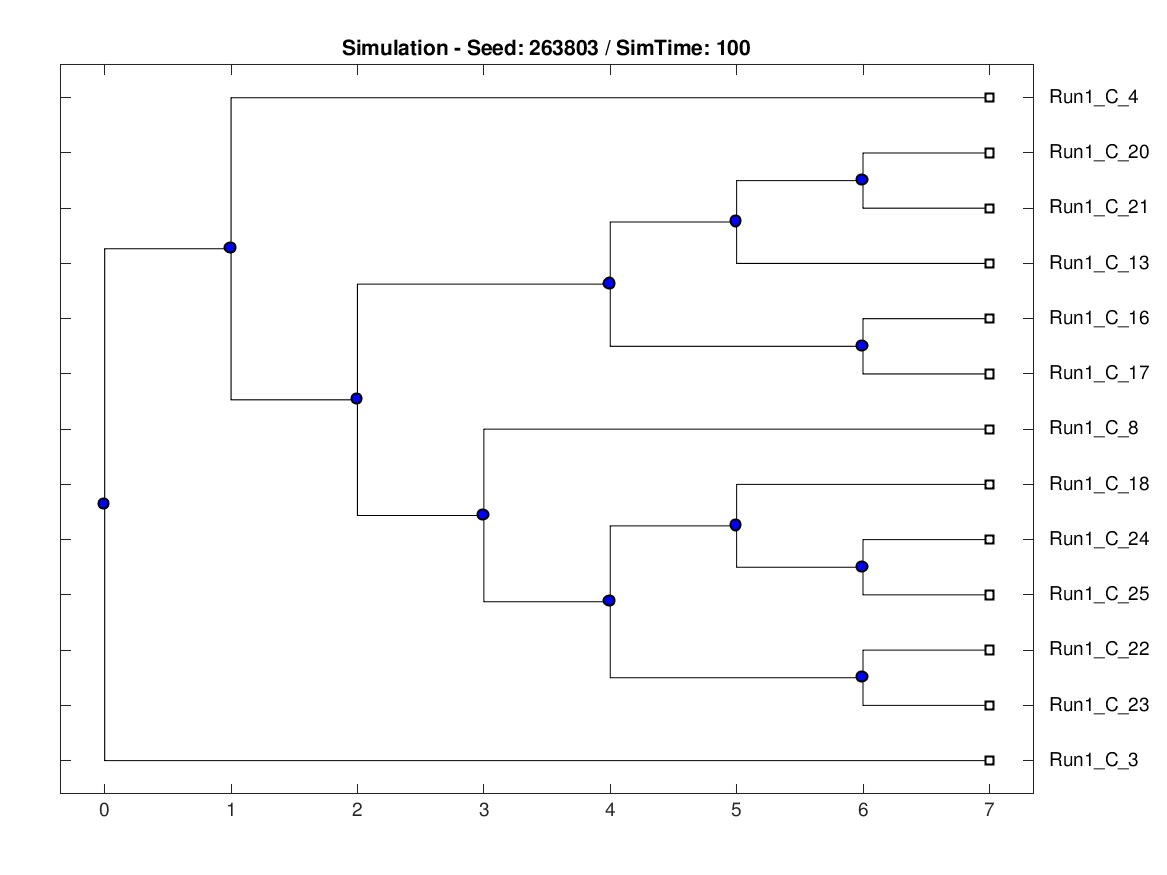 Simulation - Seed: 263803 / SimTime: 100
Run1_C_4
Run1_C_20
Run1_C_21
Run1_C_13
Run1_C_16
Run1_C_17
Run1_C_8
Run1_C_18
Run1_C_24
Run1_C_25
Run1_C_22
Run1_C_23
Run1_C_3
0 1 2 3 4 5 6 7